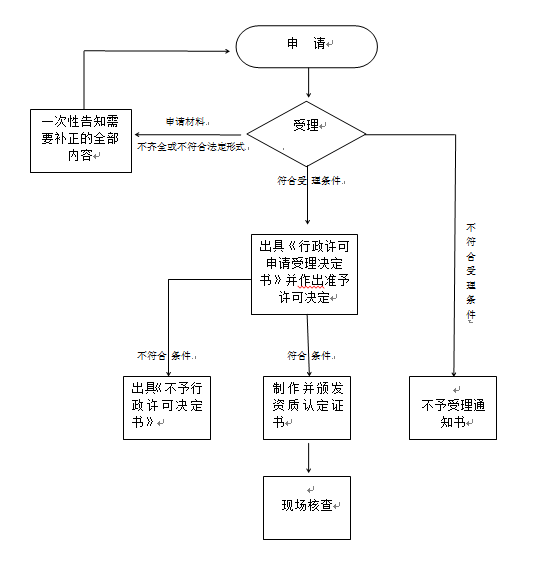 申 请
受理
申请材料
不齐全或不符合法定形式
一次性告知需
要补正的全部
内容
符合受 理条件
不符合受理条件
出具《行政许可
申请受理决定
书》并作出准予
许可决定
不符合 条件
符合 条件
出具《不予行
政许可决定
书》
制作并颁发
资质认定证
书
不予受理通
知书
现场核查